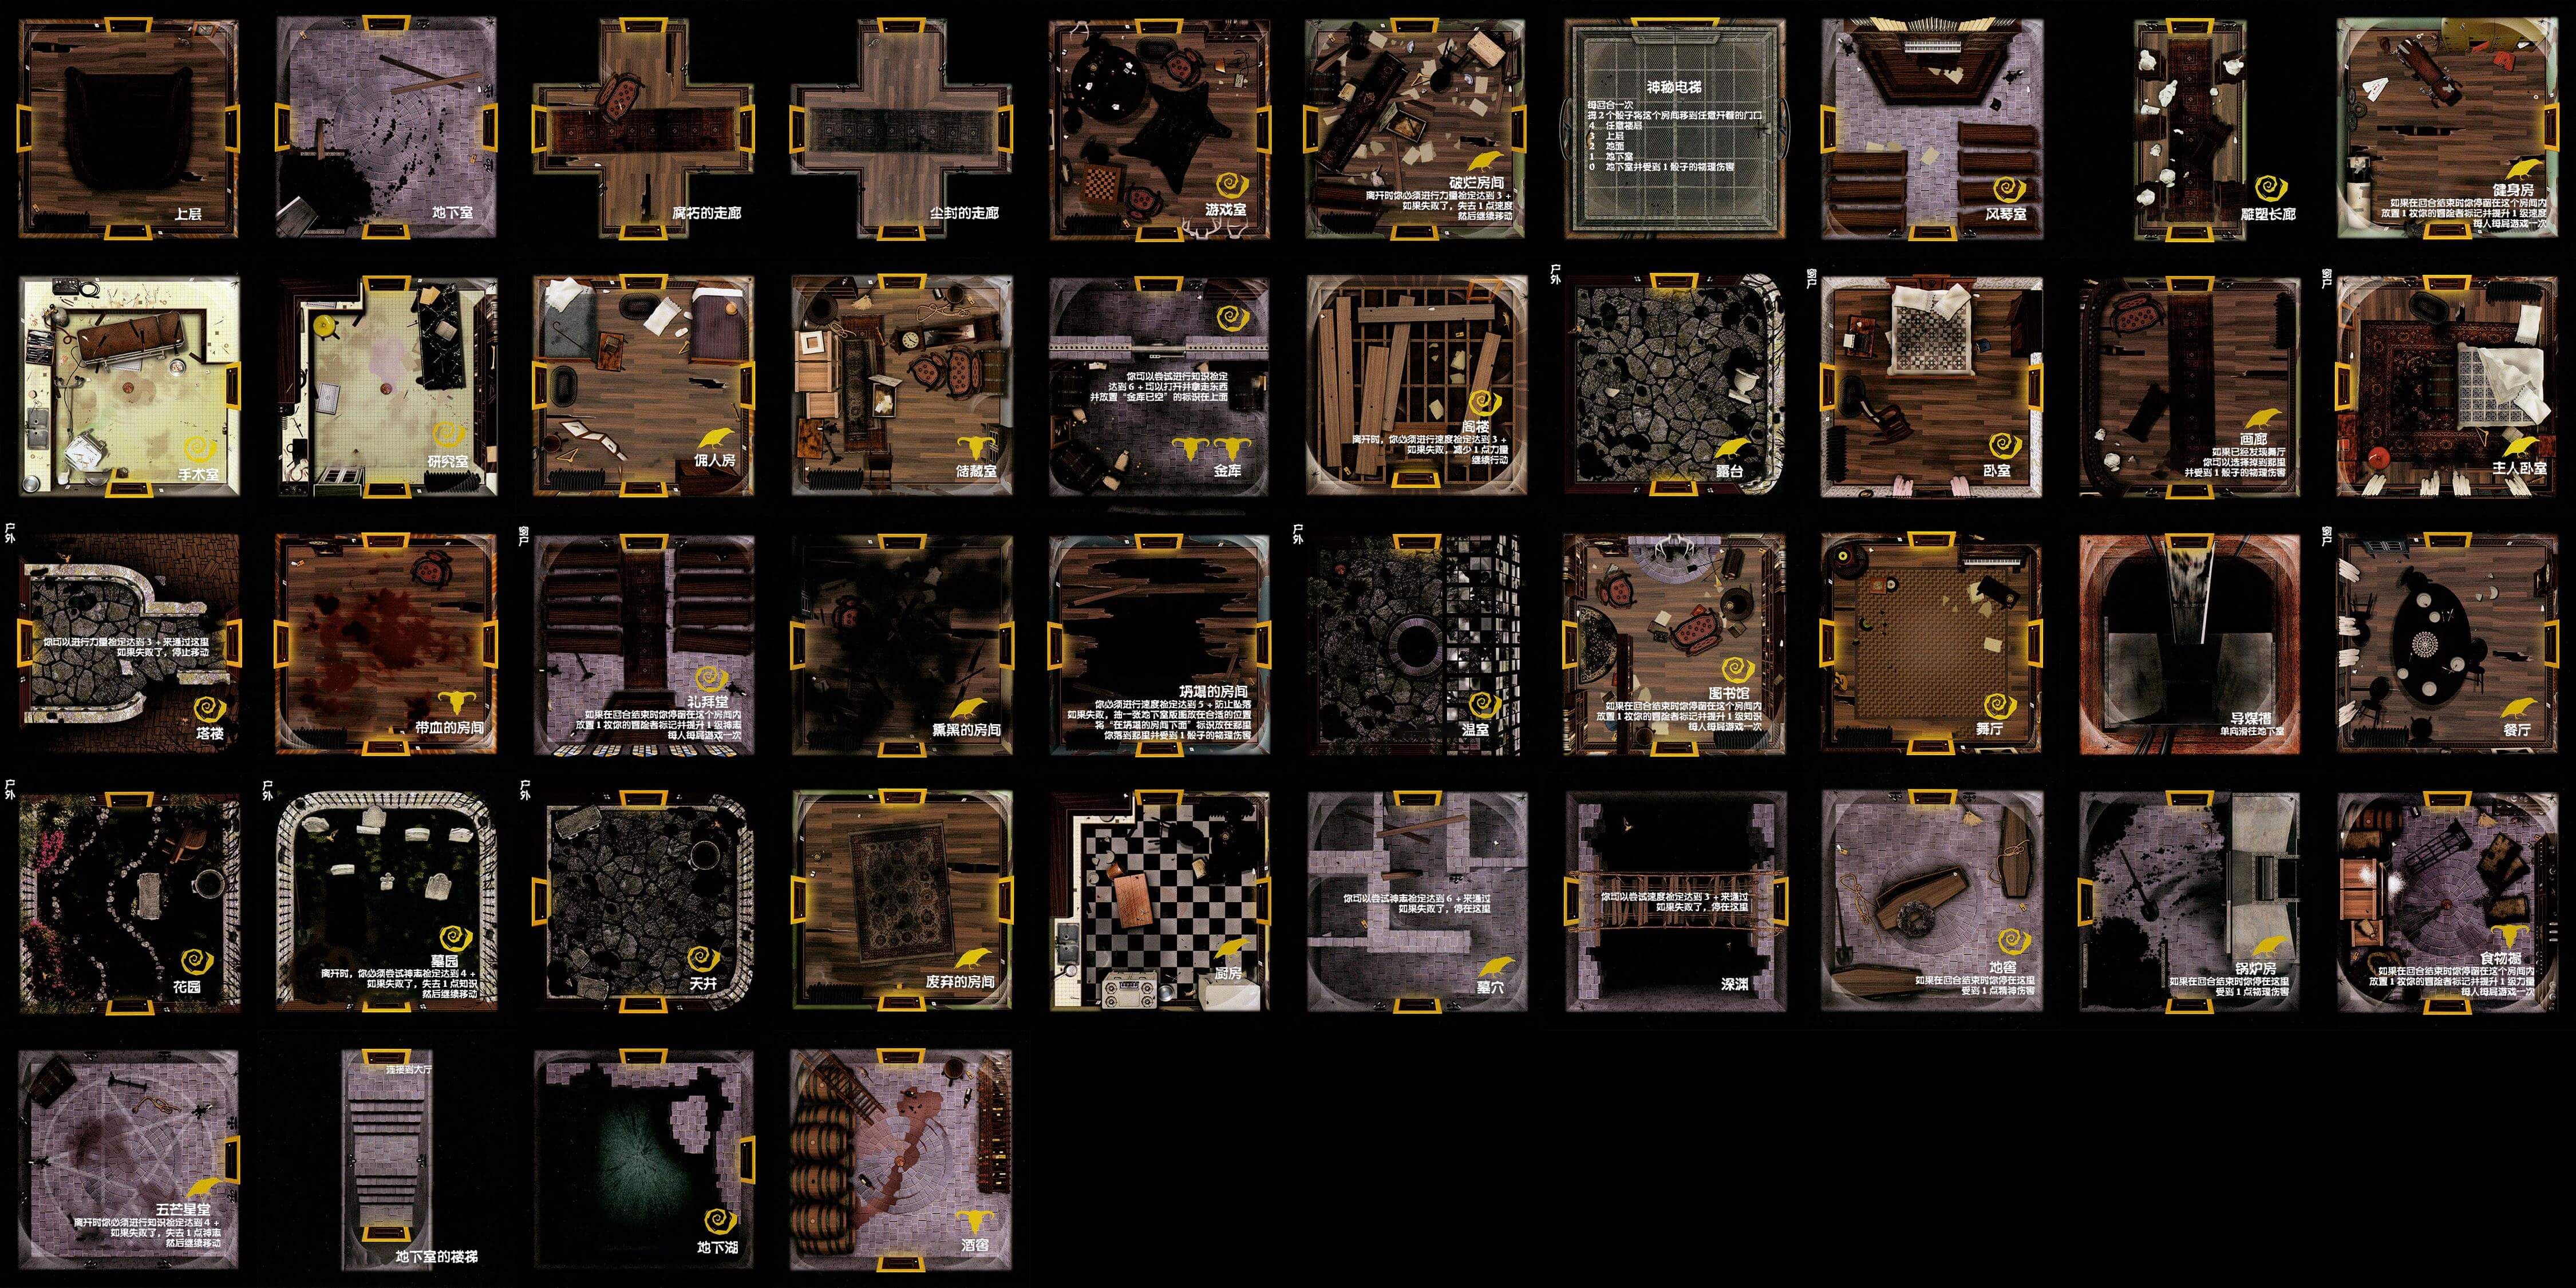 上层
地下室
腐朽的走廊
尘封的走廊
游戏室
破烂房间
离开时你必须进行力量检定达到 3 +
如果失败了，失去 1 点速度
然后继续移动
神秘电梯
每回合一次
掷 2 个骰子将这个房间移到任意开着的门口
4 任意楼层
3 上层
2 地面
1 地下室
0 地下室并受到 1 骰子的物理伤害
风琴室
雕塑长廊
健身房
如果在回合结束时你停留在这个房间内
放置 1 枚你的冒险者标记并提升 1 级速度
每人每局游戏一次
手术室
研究室
佣人房
储藏室
你可以尝试进行知识检定
达到 6 + 可以打开并拿走东西
并放置“金库已空”的标识在上面
金库
阁楼
离开时，你必须进行速度检定达到 3 +
如果失败，减少 1 点力量
继续行动
户外
露台
窗户
卧室
画廊
如果已经发现舞厅
你可以选择掉到那里
并受到 1 骰子的物理伤害
窗户
主人卧室
户外
你可以进行力量检定达到 3 + 来通过这里
如果失败了，停止移动
塔楼
带血的房间
窗户
礼拜堂
如果在回合结束时你停留在这个房间内
放置 1 枚你的冒险者标记并提升 1 级神志
每人每局游戏一次
熏黑的房间
坍塌的房间
你必须进行速度检定达到 5 + 防止坠落
如果失败，抽一张地下室版图放在合适的位置
将“在坍塌的房间下面”标识放在那里
你落到那里并受到 1 骰子的物理伤害
户外
温室
图书馆
如果在回合结束时你停留在这个房间内
放置 1 枚你的冒险者标记并提升 1 级知识
每人每局游戏一次
舞厅
导煤槽
单向滑往地下室
窗户
餐厅
户外
花园
户外
墓园
离开时，你必须尝试神志检定达到 4 +
如果失败，失去 1 点知识
然后继续移动
户外
天井
废弃的房间
厨房
你可以尝试神志检定达到 6 + 来通过
如果失败了，停在这里
墓穴
你可以尝试速度检定达到 3 + 来通过
如果失败了，停在这里
深渊
地窖
如果在回合结束时你停留在这里
受到 1 点精神伤害
锅炉房
如果在回合结束时你停留在这里
受到 1 点物理伤害
食物橱
如果在回合结束时你停留在这个房间内
放置 1 枚你的冒险者标记并提升 1 级力量
每人每局游戏一次
五芒星堂
离开时你必须进行知识检定达到 4 +
如果失败了，失去 1 点神志
然后继续移动
连接到大厅
地下室的楼梯
地下湖
酒窖